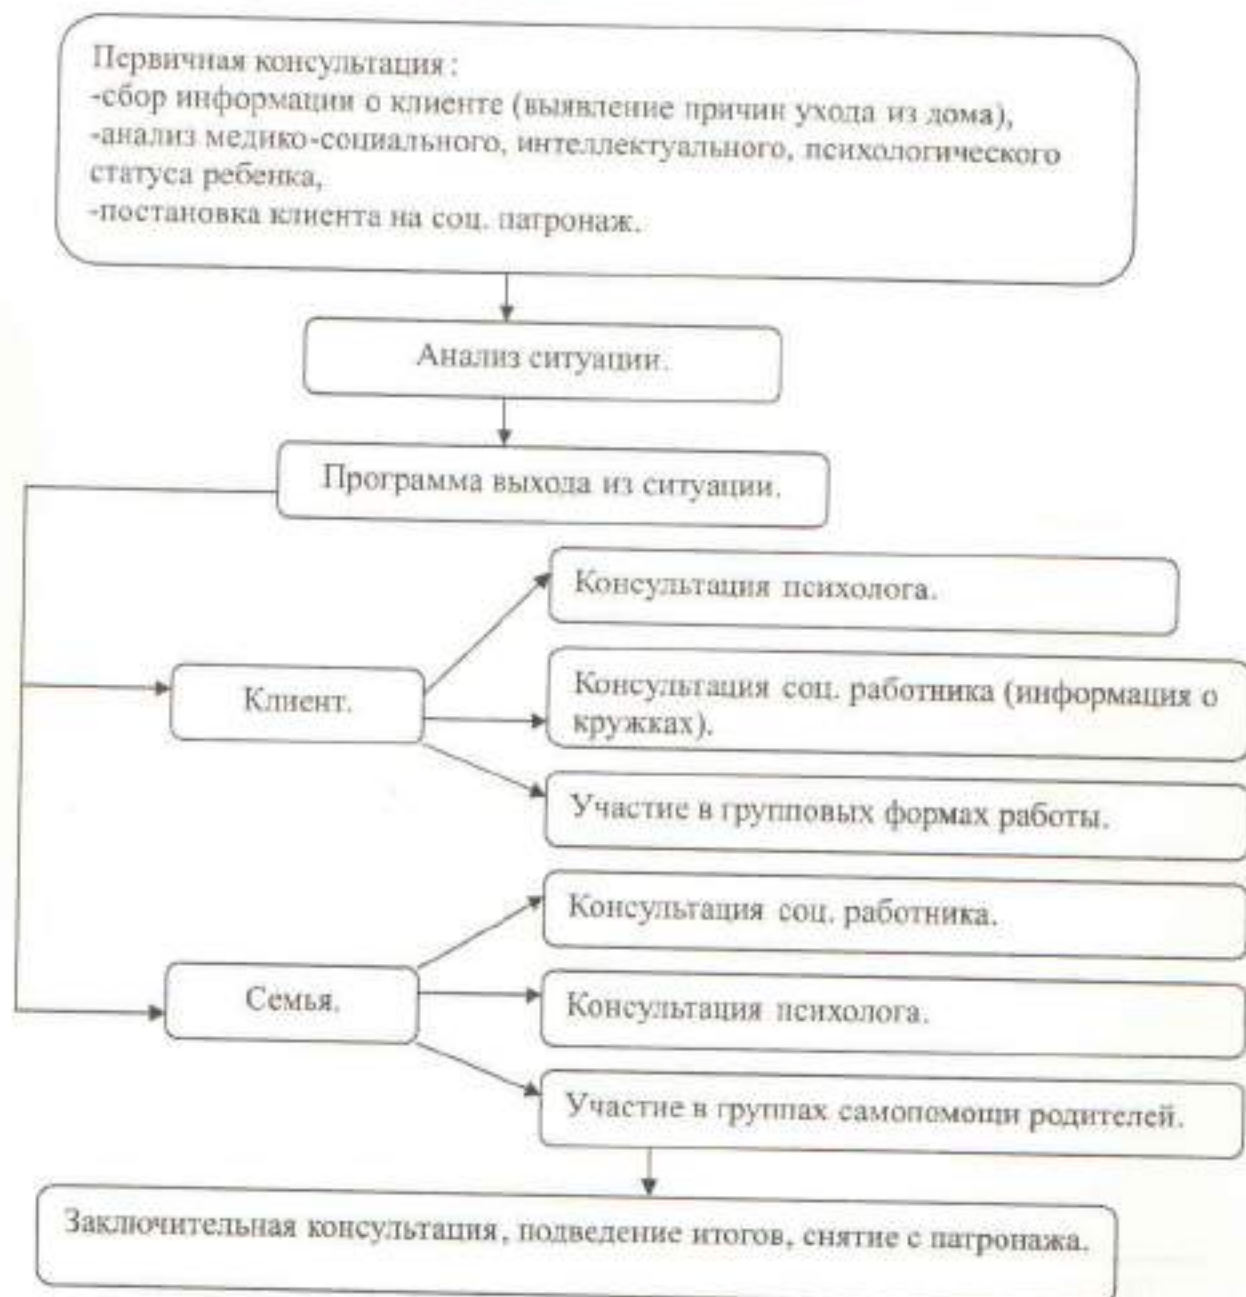 Первичная консультация:
-сбор информации о клиенте (выявление причин ухода из дома),
-анализ медико-социального, интеллектуального, психологического
статуса ребенка,
-постановка клиента на соц. патронаж.
Анализ ситуации.
Программа выхода из ситуации.
Консультация психолога.
Клиент.
Консультация соц. работника (информация о
кружках).
Участие в групповых формах работы.
Консультация соц. работника.
Семья.
Консультация психолога.
Участие в группах самопомощи родителей.
Заключительная консультация, подведение итогов, снятие с патронажа.